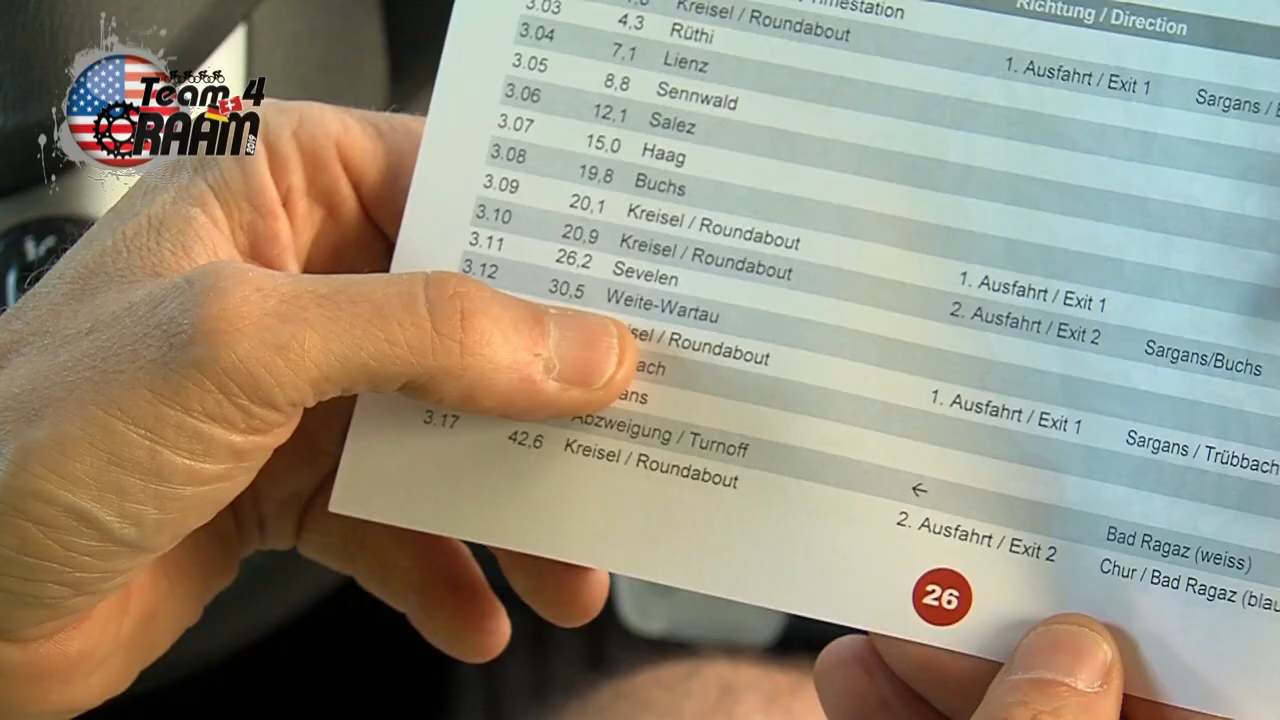 Team 4
RAAM
2017
Richtung / Direction
Kreisel / Roundabout 1. Ausfahrt / Exit 1 Sargans /
3.03 4,3 Rüthi
3.04 7,1 Lienz
3.05 8,8 Sennwald
3.06 12,1 Salez
3.07 15,0 Haag
3.08 19,8 Buchs
3.09 20,1 Kreisel / Roundabout 1. Ausfahrt / Exit 1
3.10 20,9 Kreisel / Roundabout 2. Ausfahrt / Exit 2 Sargans/Buchs
3.11 26,2 Sevelen
3.12 30,5 Weite-Wartau
isel / Roundabout 1. Ausfahrt / Exit 1 Sargans / Trübbach
ach
ans
Abzweigung / Turnoff ← Bad Ragaz (weiss)
3.17 42,6 Kreisel / Roundabout 2. Ausfahrt / Exit 2 Chur / Bad Ragaz (blau
26